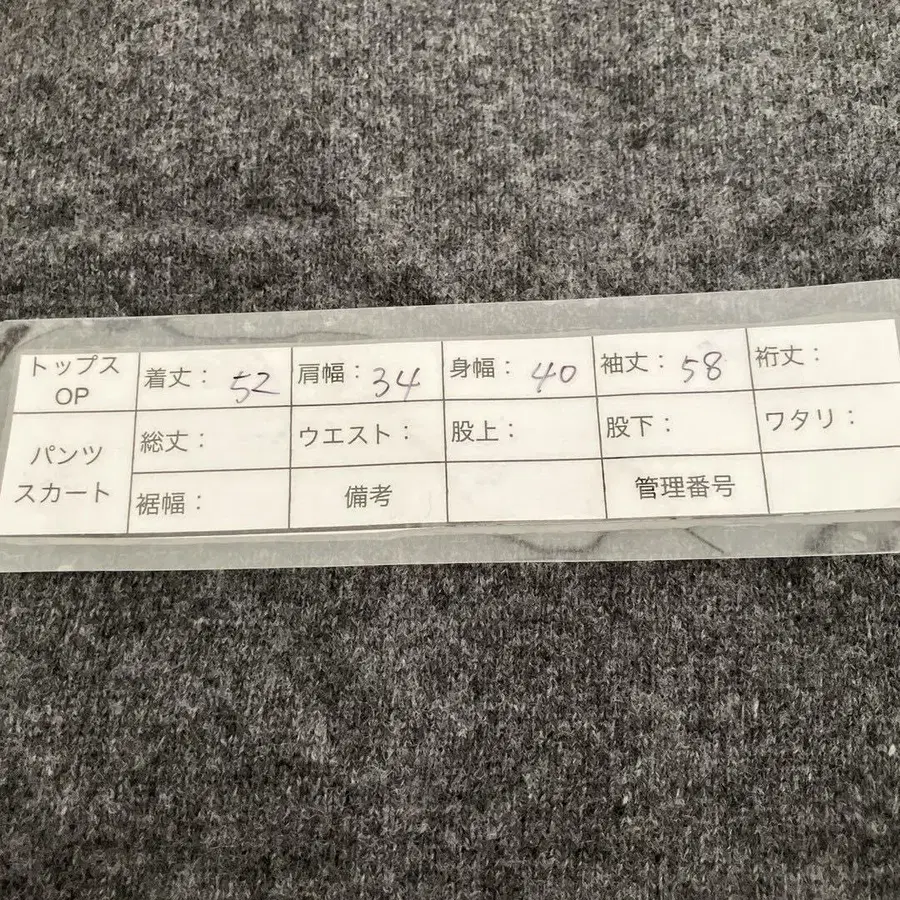 トップス OP 着丈： 52 肩幅： 34 身幅： 40 袖丈： 58 裄丈：
パンツ スカート 総丈： ウエスト： 股上： 股下： ワタリ：
裾幅： 備考 管理番号